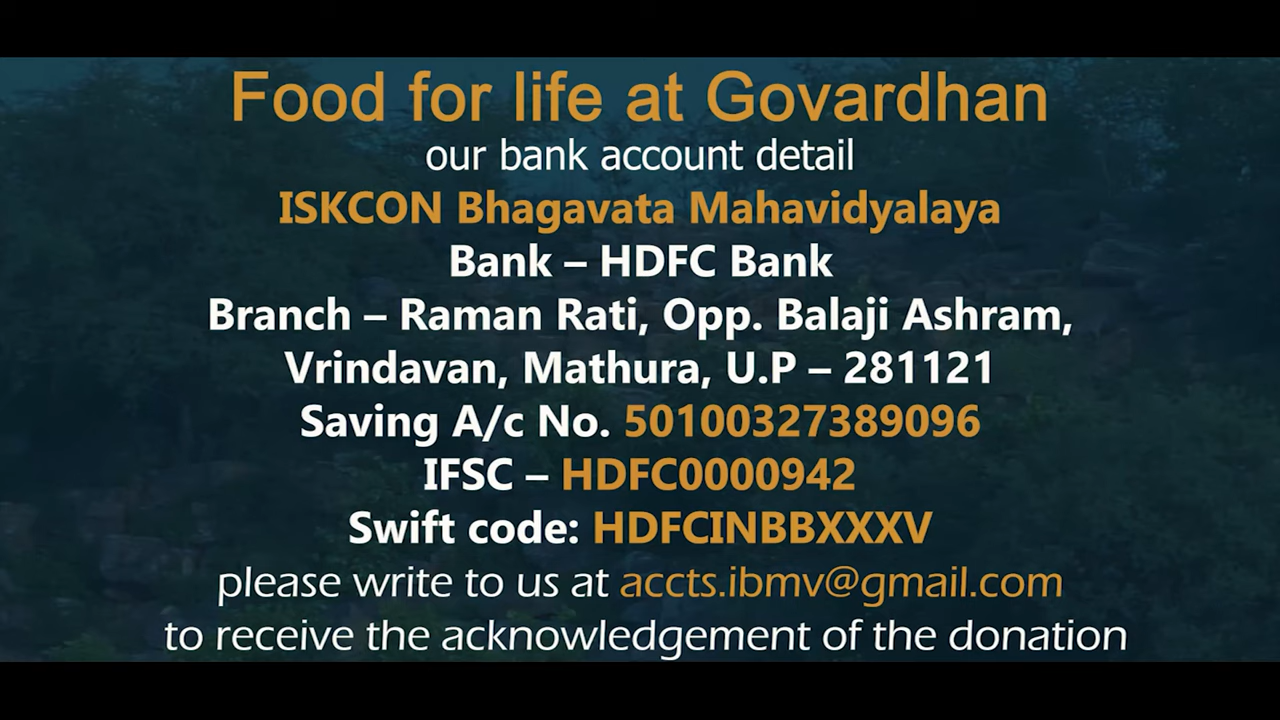 Food for life at Govardhan
our bank account detail
ISKCON Bhagavata Mahavidyalaya
Bank – HDFC Bank
Branch – Raman Rati, Opp. Balaji Ashram,
Vrindavan, Mathura, U.P – 281121
Saving A/c No. 50100327389096
IFSC – HDFC0000942
Swift code: HDFCINBBXXXV
please write to us at accts.ibmv@gmail.com
to receive the acknowledgement of the donation